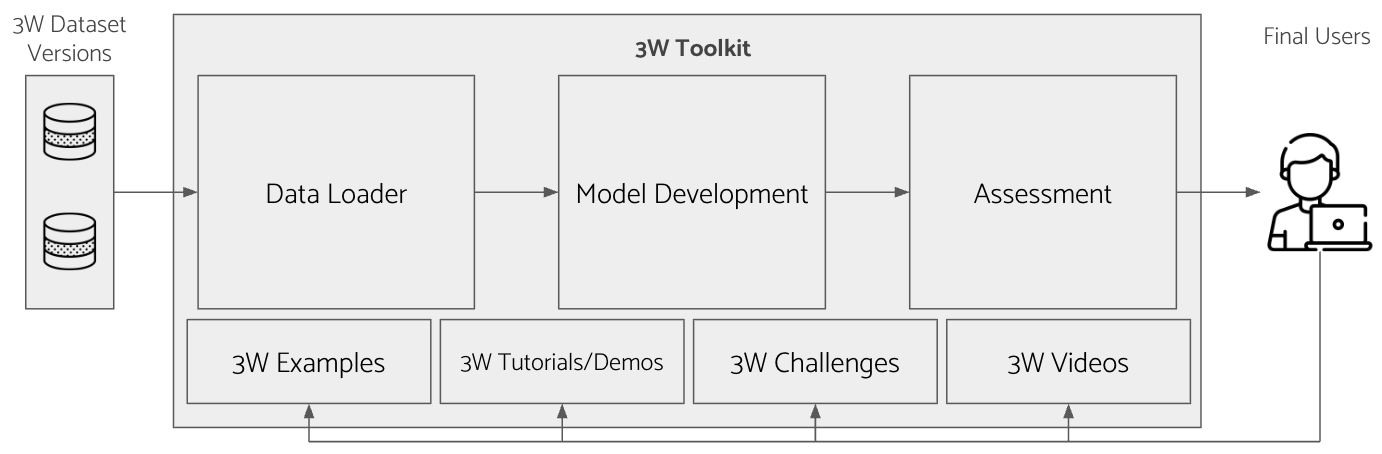 3W Dataset
Versions
3W Toolkit
Final Users
Data Loader
Model Development
Assessment
3W Examples
3W Tutorials/Demos
3W Challenges
3W Videos